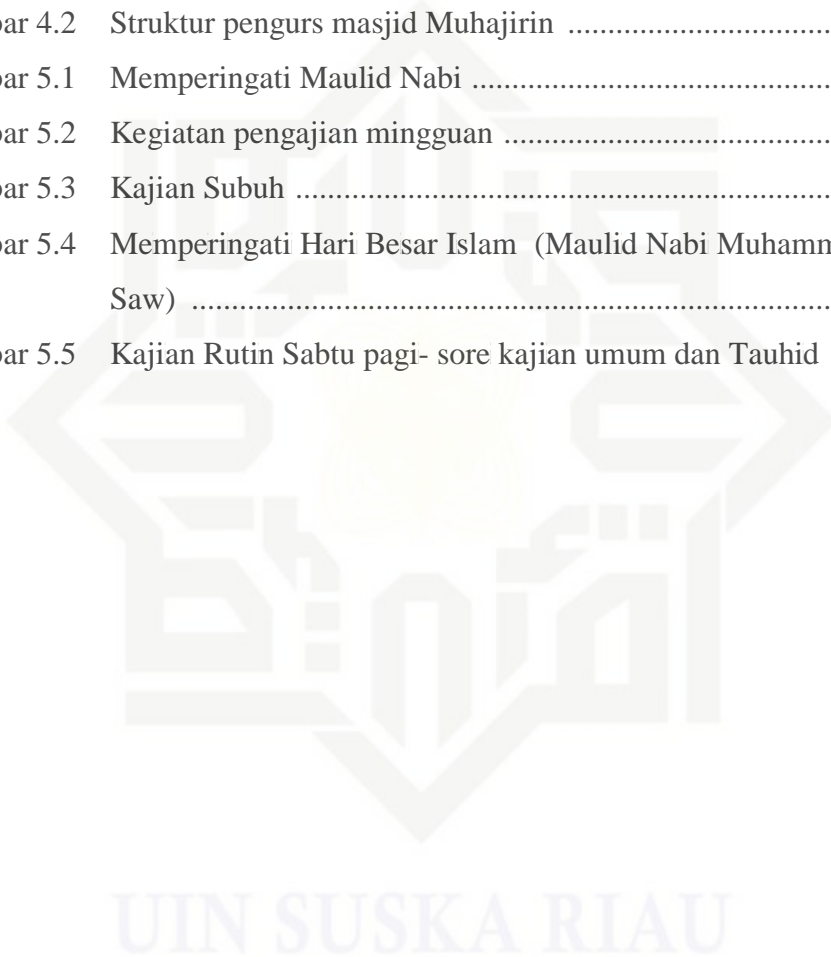 bar 4.2 Struktur pengurs masjid Muhajirin ................................................
bar 5.1 Memperingati Maulid Nabi ................................................................
bar 5.2 Kegiatan pengajian mingguan ..........................................................
bar 5.3 Kajian Subuh ..................................................................................
bar 5.4 Memperingati Hari Besar Islam (Maulid Nabi Muhamm
Saw) ..................................................................................................
bar 5.5 Kajian Rutin Sabtu pagi- sore kajian umum dan Tauhid
UIN SUSKA RIAU